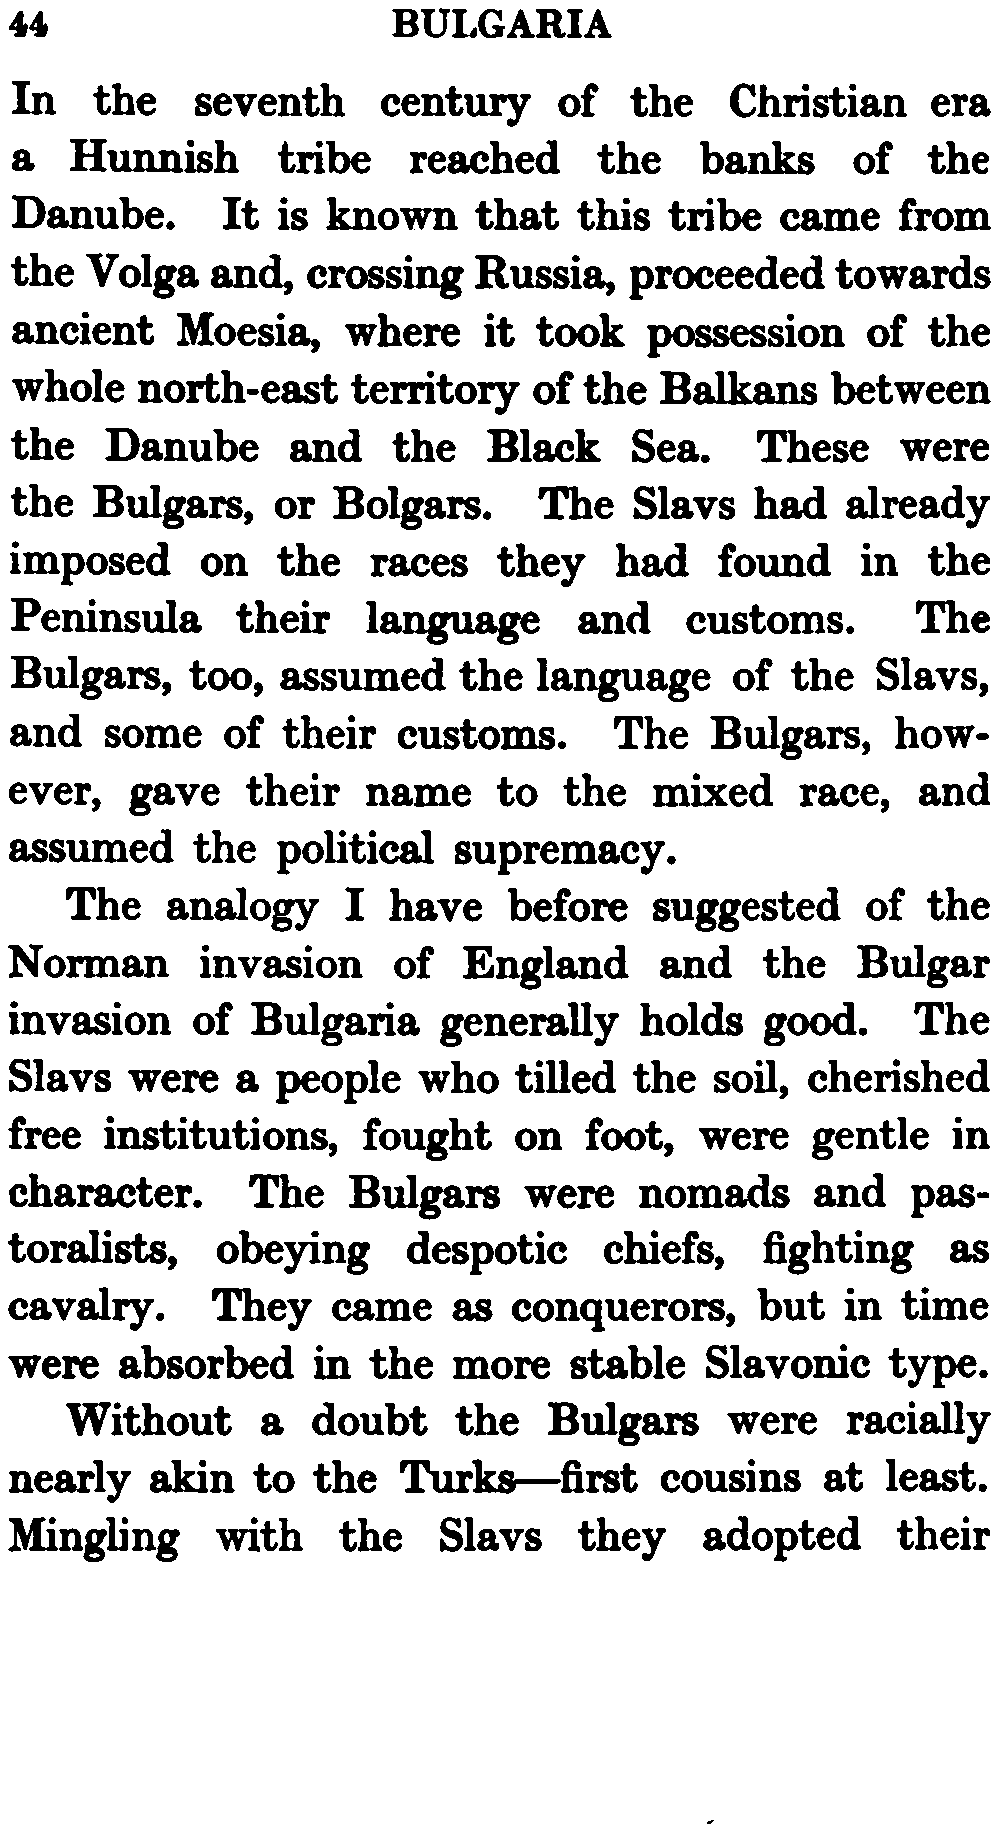 44 BULGARIA
In the seventh century of the Christian era
a Hunnish tribe reached the banks of the
Danube. It is known that this tribe came from
the Volga and, crossing Russia, proceeded towards
ancient Moesia, where it took possession of the
whole north-east territory of the Balkans between
the Danube and the Black Sea. These were
the Bulgars, or Bolgars. The Slavs had already
imposed on the races they had found in the
Peninsula their language and customs. The
Bulgars, too, assumed the language of the Slavs,
and some of their customs. The Bulgars, how-
ever, gave their name to the mixed race, and
assumed the political supremacy.
The analogy I have before suggested of the
Norman invasion of England and the Bulgar
invasion of Bulgaria generally holds good. The
Slavs were a people who tilled the soil, cherished
free institutions, fought on foot, were gentle in
character. The Bulgars were nomads and pas-
toralists, obeying despotic chiefs, fighting as
cavalry. They came as conquerors, but in time
were absorbed in the more stable Slavonic type.
Without a doubt the Bulgars were racially
nearly akin to the Turks—first cousins at least.
Mingling with the Slavs they adopted their